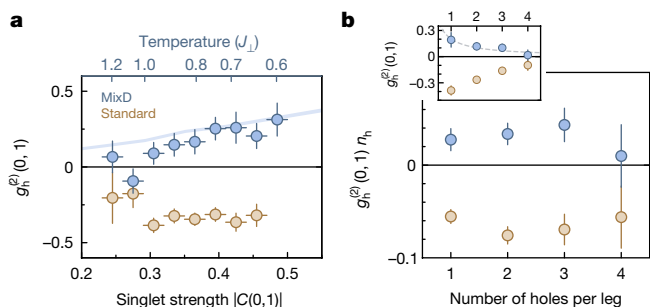 a
Temperature (J⊥)
1.2 1.0 0.8 0.7 0.6
MixD
Standard
g_h^(2)(0, 1)
0.5
0
−0.5
0.2 0.3 0.4 0.5
Singlet strength |C(0,1)|
b
1 2 3 4
g_h^(2)(0,1)
0.3
0
−0.3
g_h^(2)(0,1) n_h
0
−0.1
1 2 3 4
Number of holes per leg